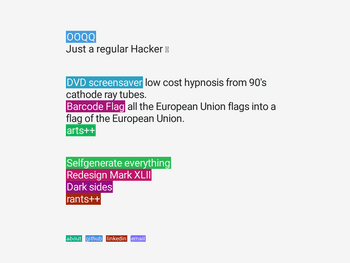 OOQQ
Just a regular Hacker
DVD screensaver low cost hypnosis from 90's
cathode ray tubes.
Barcode Flag all the European Union flags into a
flag of the European Union.
arts++
Selfgenerate everything
Redesign Mark XLII
Dark sides
rants++
about github linkedin email